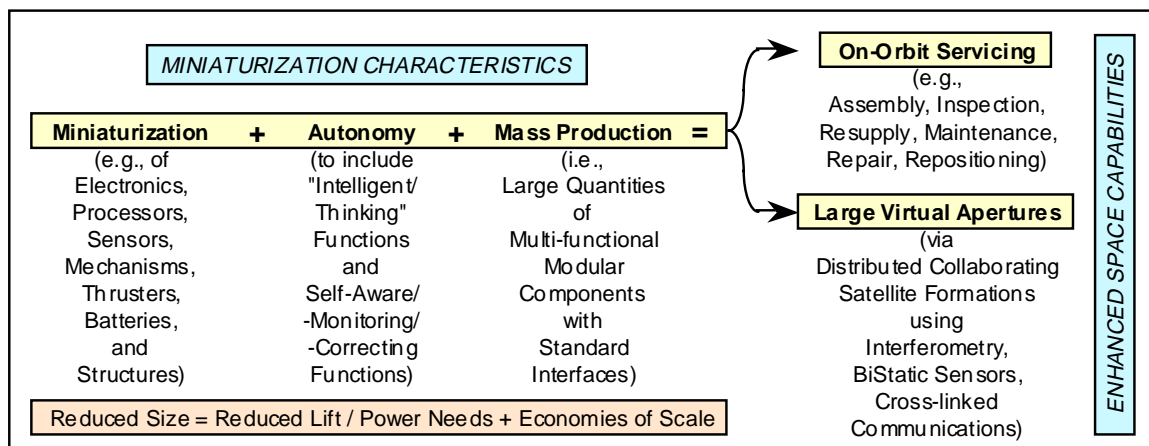 MINIATURIZATION CHARACTERISTICS
Miniaturization + Autonomy + Mass Production =
(e.g., of
Electronics,
Processors,
Sensors,
Mechanisms,
Thrusters,
Batteries,
and
Structures)
(to include
"Intelligent/
Thinking"
Functions
and
Self-Aware/
-Monitoring/
-Correcting
Functions)
(i.e.,
Large Quantities
of
Multi-functional
Modular
Components
with
Standard
Interfaces)
Reduced Size = Reduced Lift / Power Needs + Economies of Scale
On-Orbit Servicing
(e.g.,
Assembly, Inspection,
Resupply, Maintenance,
Repair, Repositioning)
Large Virtual Apertures
(via
Distributed Collaborating
Satellite Formations
using
Interferometry,
BiStatic Sensors,
Cross-linked
Communications)
ENHANCED SPACE CAPABILITIES